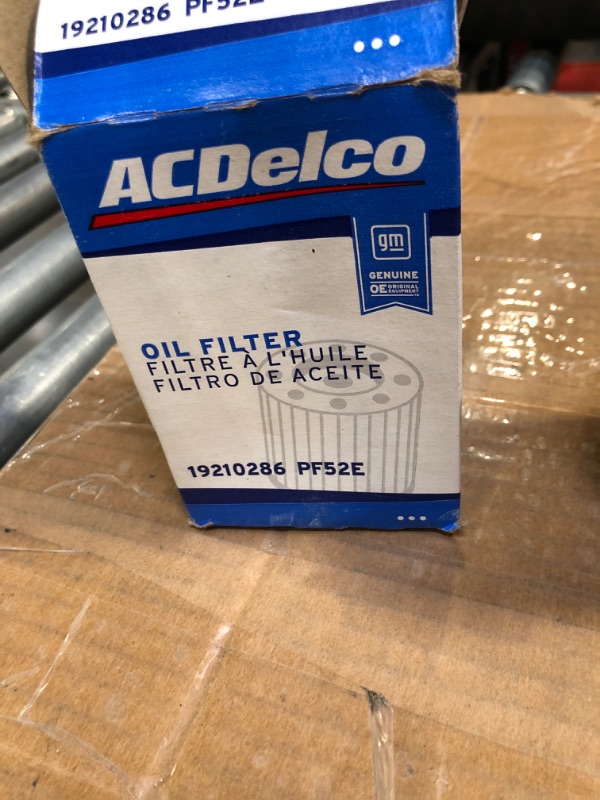 19210286 PF52E
ACDelco
gm
GENUINE
OE ORIGINAL EQUIPMENT
OIL FILTER
FILTRE À L'HUILE
FILTRO DE ACEITE
19210286 PF52E